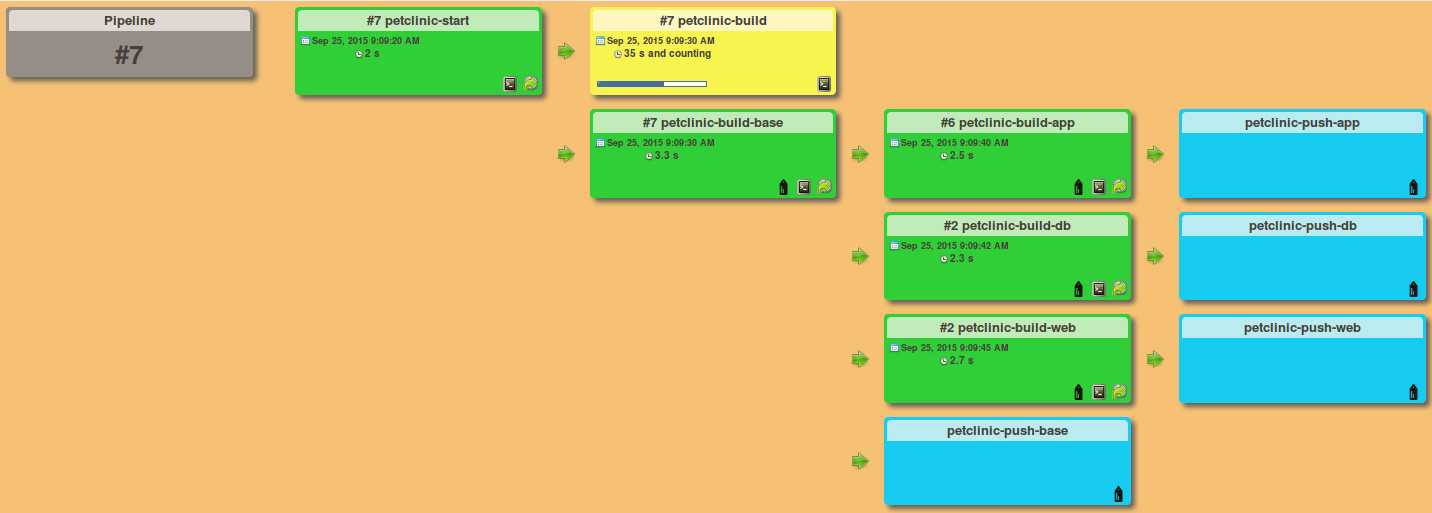 Pipeline
#7
#7 petclinic-start
Sep 25, 2015 9:09:20 AM
2 s
#7 petclinic-build
Sep 25, 2015 9:09:30 AM
35 s and counting
#7 petclinic-build-base
Sep 25, 2015 9:09:30 AM
3.3 s
#6 petclinic-build-app
Sep 25, 2015 9:09:40 AM
2.5 s
petclinic-push-app
#2 petclinic-build-db
Sep 25, 2015 9:09:42 AM
2.3 s
petclinic-push-db
#2 petclinic-build-web
Sep 25, 2015 9:09:45 AM
2.7 s
petclinic-push-web
petclinic-push-base